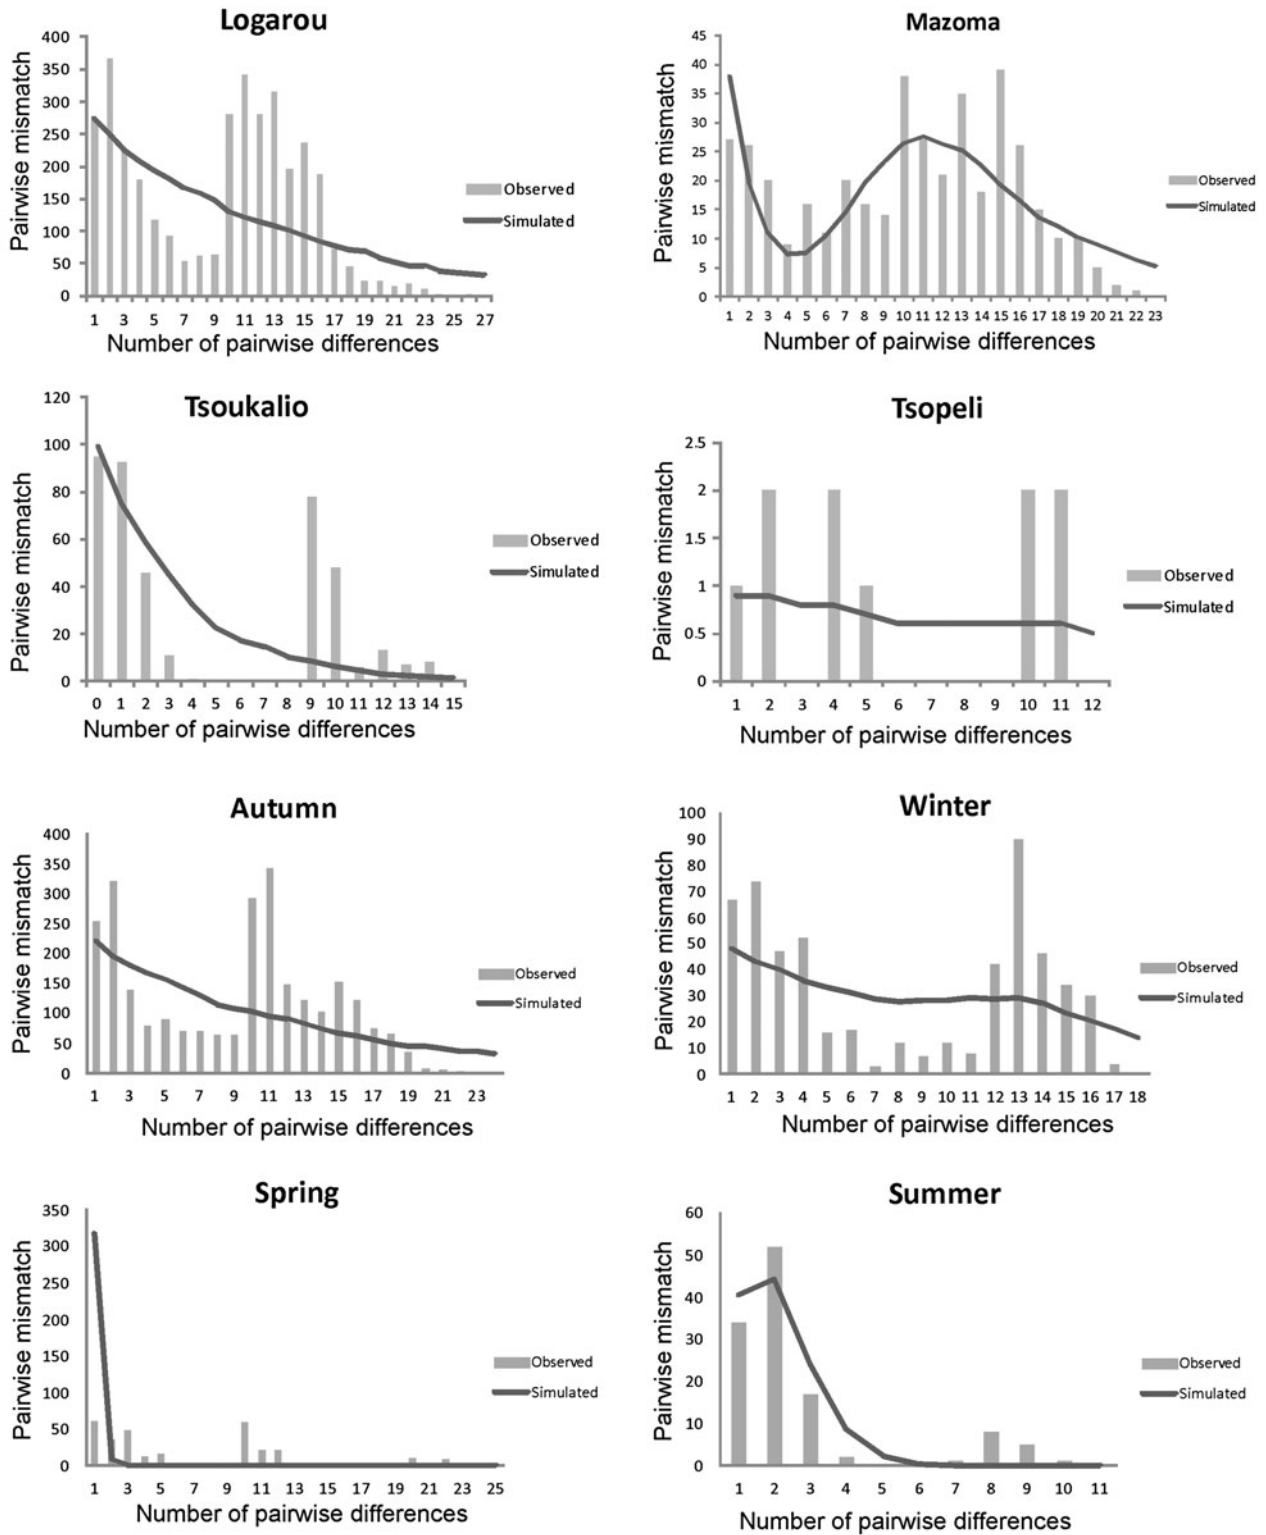 Logarou
Pairwise mismatch
400
350
300
250
200
150
100
50
0
1 3 5 7 9 11 13 15 17 19 21 23 25 27
Number of pairwise differences
Observed
Simulated
Mazoma
Pairwise mismatch
45
40
35
30
25
20
15
10
5
0
1 2 3 4 5 6 7 8 9 10 11 12 13 14 15 16 17 18 19 20 21 22 23
Number of pairwise differences
Observed
Simulated
Tsoukalio
Pairwise mismatch
120
100
80
60
40
20
0
0 1 2 3 4 5 6 7 8 9 10 11 12 13 14 15
Number of pairwise differences
Observed
Simulated
Tsopeli
Pairwise mismatch
2.5
2
1.5
1
0.5
0
1 2 3 4 5 6 7 8 9 10 11 12
Number of pairwise differences
Observed
Simulated
Autumn
Pairwise mismatch
400
350
300
250
200
150
100
50
0
1 3 5 7 9 11 13 15 17 19 21 23
Number of pairwise differences
Observed
Simulated
Winter
Pairwise mismatch
100
90
80
70
60
50
40
30
20
10
0
1 2 3 4 5 6 7 8 9 10 11 12 13 14 15 16 17 18
Number of pairwise differences
Observed
Simulated
Spring
Pairwise mismatch
350
300
250
200
150
100
50
0
1 3 5 7 9 11 13 15 17 19 21 23 25
Number of pairwise differences
Observed
Simulated
Summer
Pairwise mismatch
60
50
40
30
20
10
0
1 2 3 4 5 6 7 8 9 10 11
Number of pairwise differences
Observed
Simulated